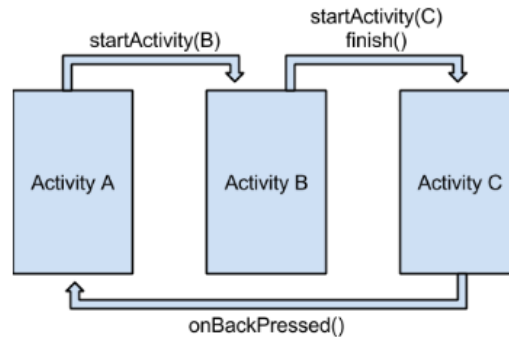 startActivity(B)
startActivity(C)
finish()
Activity A
Activity B
Activity C
onBackPressed()